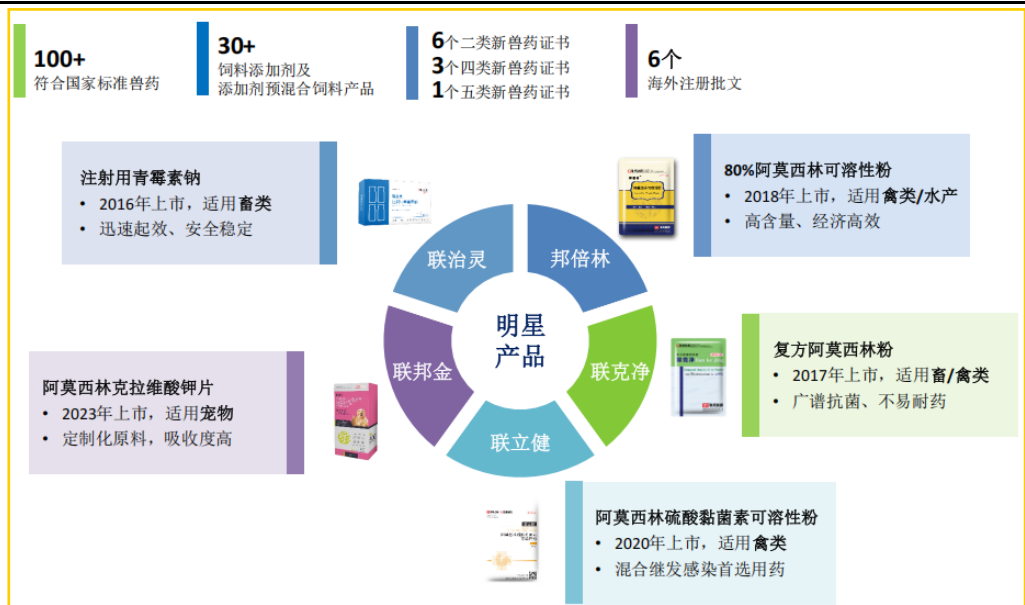 100+
符合国家标准兽药
30+
饲料添加剂及
添加剂预混合饲料产品
6个二类新兽药证书
3个四类新兽药证书
1个五类新兽药证书
6个
海外注册批文
注射用青霉素钠
• 2016年上市，适用畜类
• 迅速起效、安全稳定
80%阿莫西林可溶性粉
• 2018年上市，适用禽类/水产
• 高含量、经济高效
联治灵
邦倍林
明星
产品
联邦金
联克净
联立健
复方阿莫西林粉
• 2017年上市，适用畜/禽类
• 广谱抗菌、不易耐药
阿莫西林克拉维酸钾片
• 2023年上市，适用宠物
• 定制化原料，吸收度高
阿莫西林硫酸黏菌素可溶性粉
• 2020年上市，适用禽类
• 混合继发感染首选用药